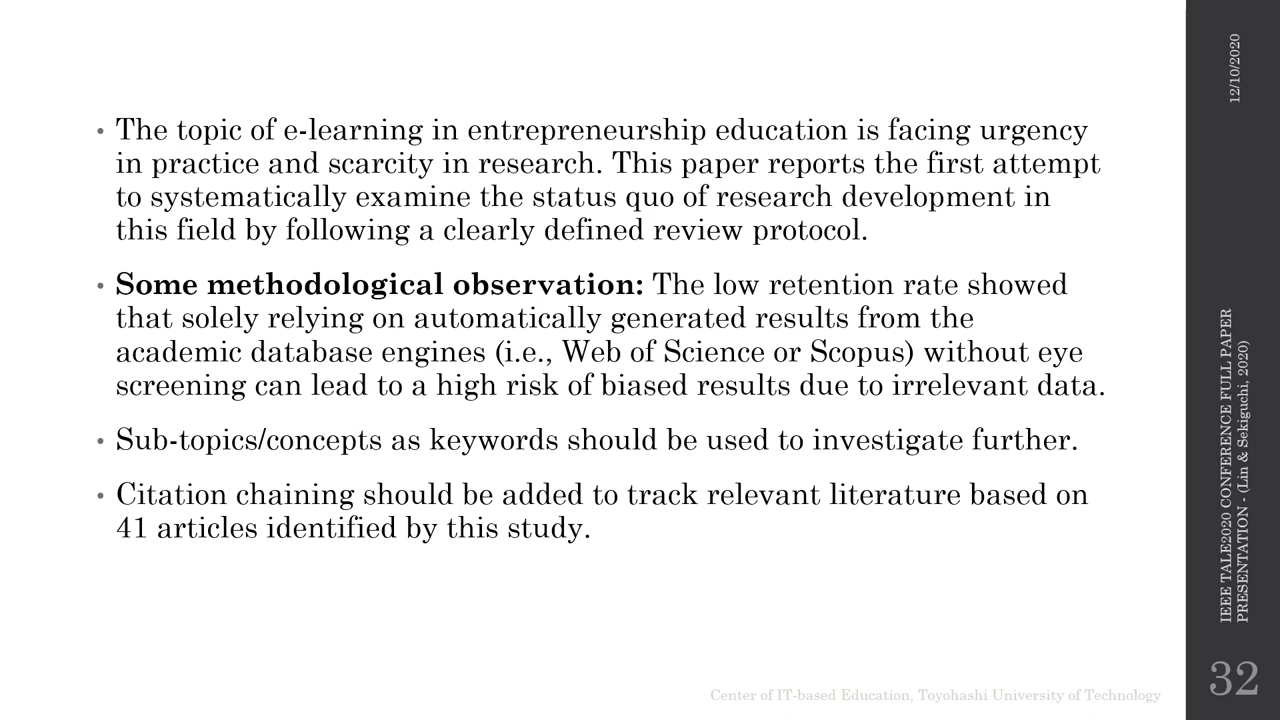 • The topic of e-learning in entrepreneurship education is facing urgency
in practice and scarcity in research. This paper reports the first attempt
to systematically examine the status quo of research development in
this field by following a clearly defined review protocol.
• Some methodological observation: The low retention rate showed
that solely relying on automatically generated results from the
academic database engines (i.e., Web of Science or Scopus) without eye
screening can lead to a high risk of biased results due to irrelevant data.
• Sub-topics/concepts as keywords should be used to investigate further.
• Citation chaining should be added to track relevant literature based on
41 articles identified by this study.
12/10/2020
IEEE TALE2020 CONFERENCE FULL PAPER
PRESENTATION - (Lin & Sekiguchi, 2020)
32
Center of IT-based Education, Toyohashi University of Technology